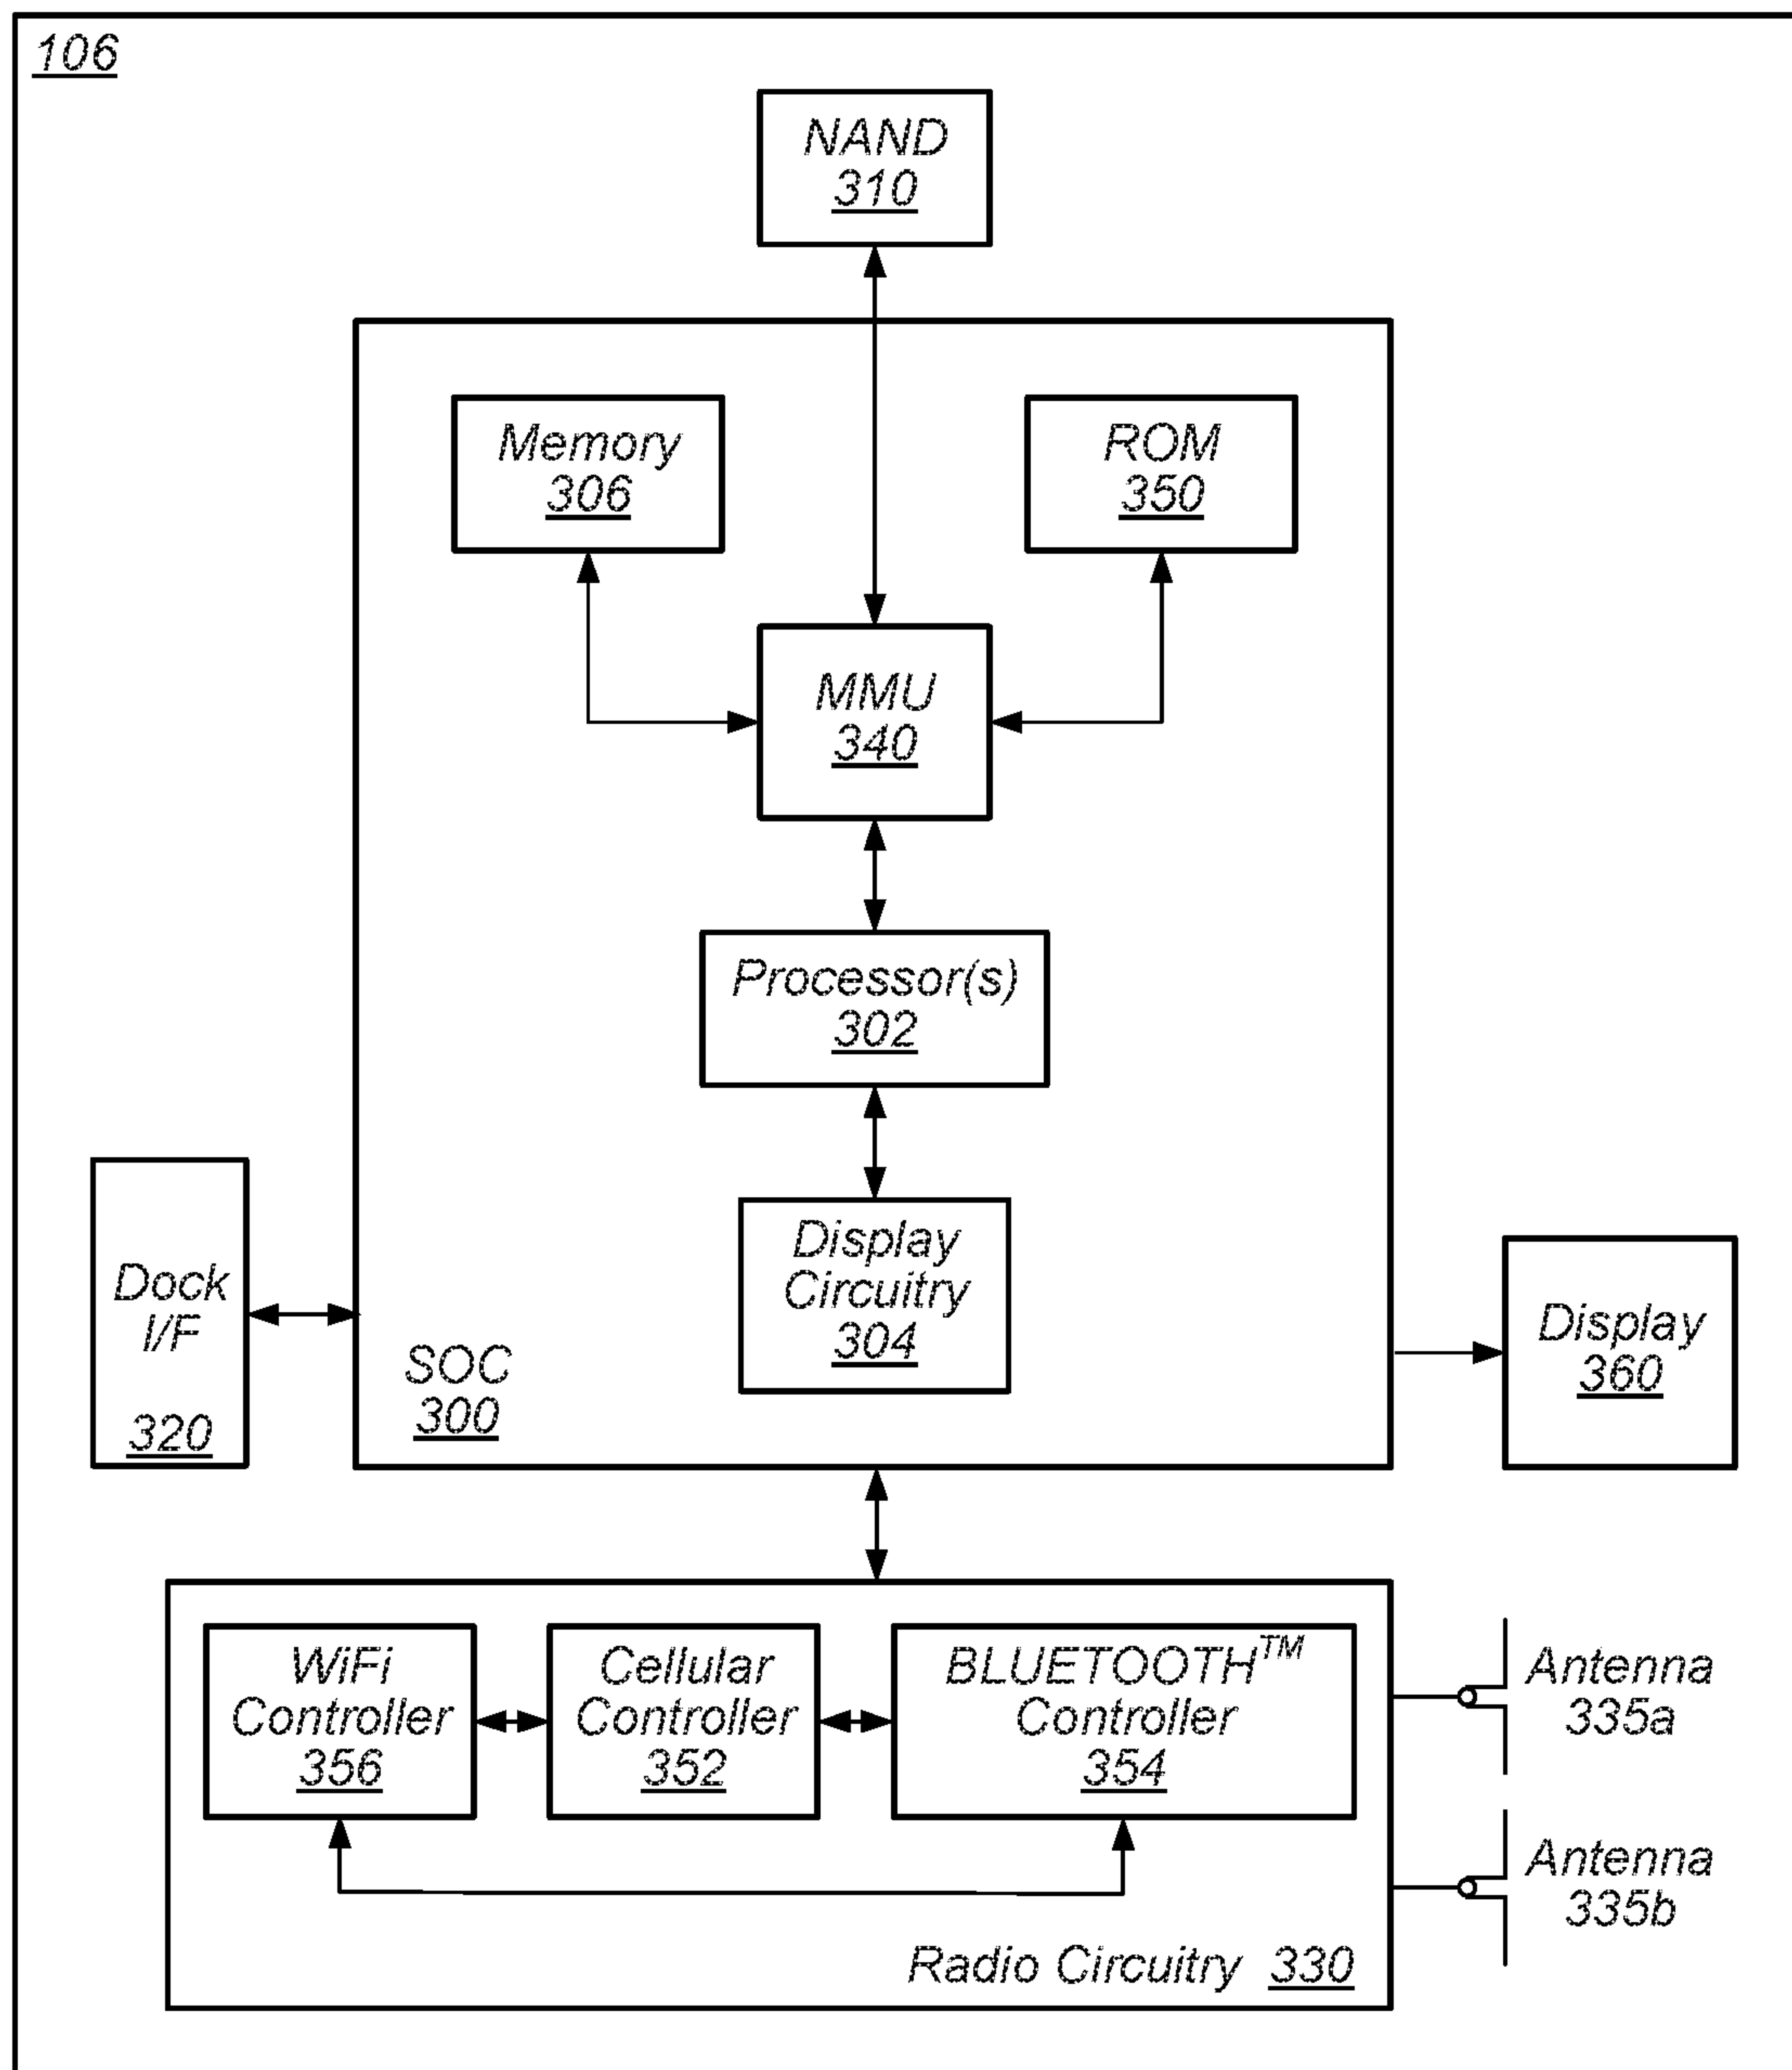 106
NAND
310
Memory
306
ROM
350
MMU
340
Processor(s)
302
Display
Circuitry
304
Dock
I/F
320
SOC
300
Display
360
WiFi
Controller
356
Cellular
Controller
352
BLUETOOTH™
Controller
354
Antenna
335a
Antenna
335b
Radio Circuitry 330